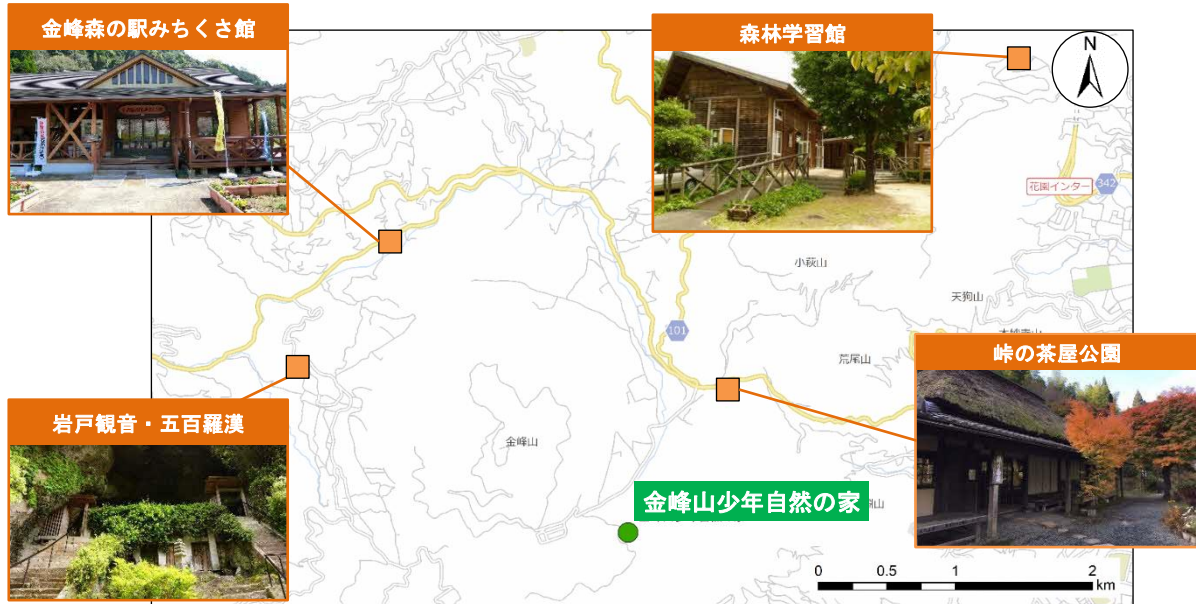 金峰森の駅みちくさ館
森林学習館
N
花園インター
342
小萩山
天狗山
101
荒尾山
峠の茶屋公園
岩戸観音・五百羅漢
金峰山
金峰山少年自然の家
0 0.5 1 2
km